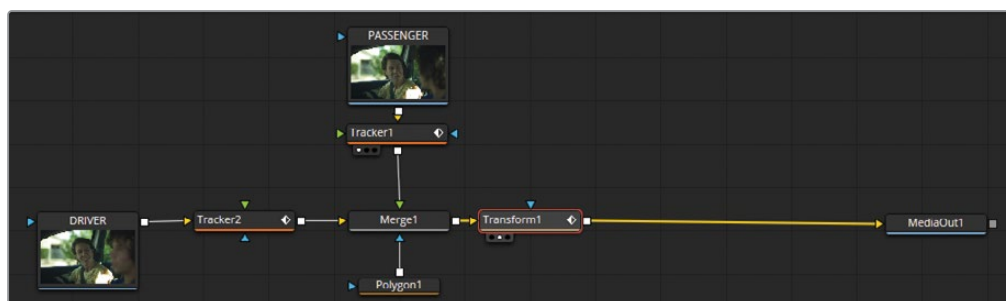 PASSENGER
Tracker1
DRIVER
Tracker2
Merge1
Transform1
MediaOut1
Polygon1